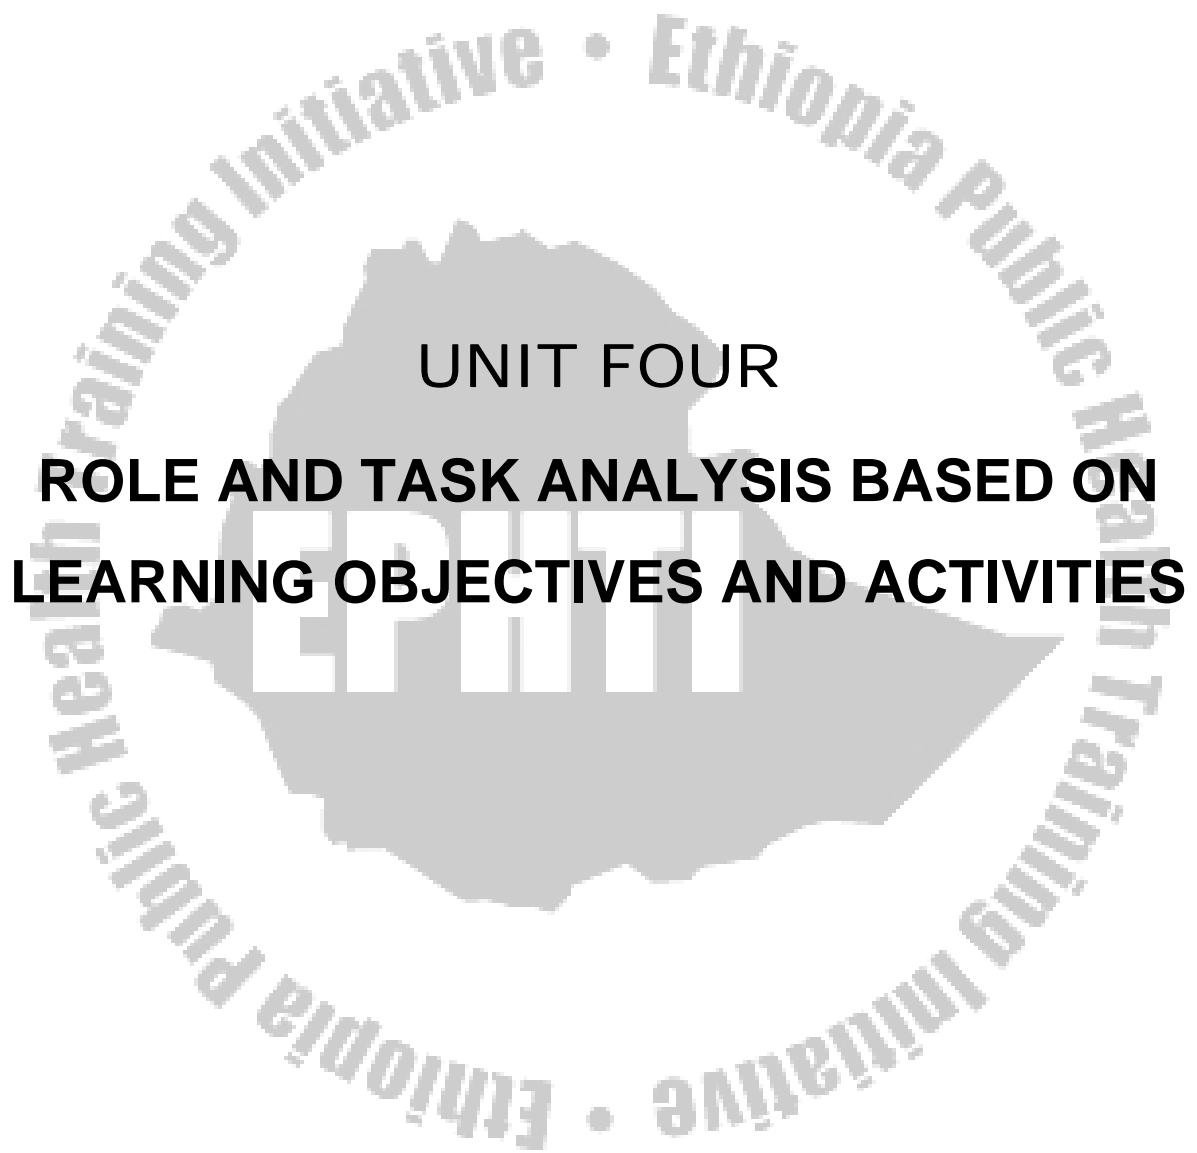 Ethiopia Public Health Training Initiative • Ethiopia Public Health Training Initiative •
UNIT FOUR
ROLE AND TASK ANALYSIS BASED ON
EPHTI
LEARNING OBJECTIVES AND ACTIVITIES